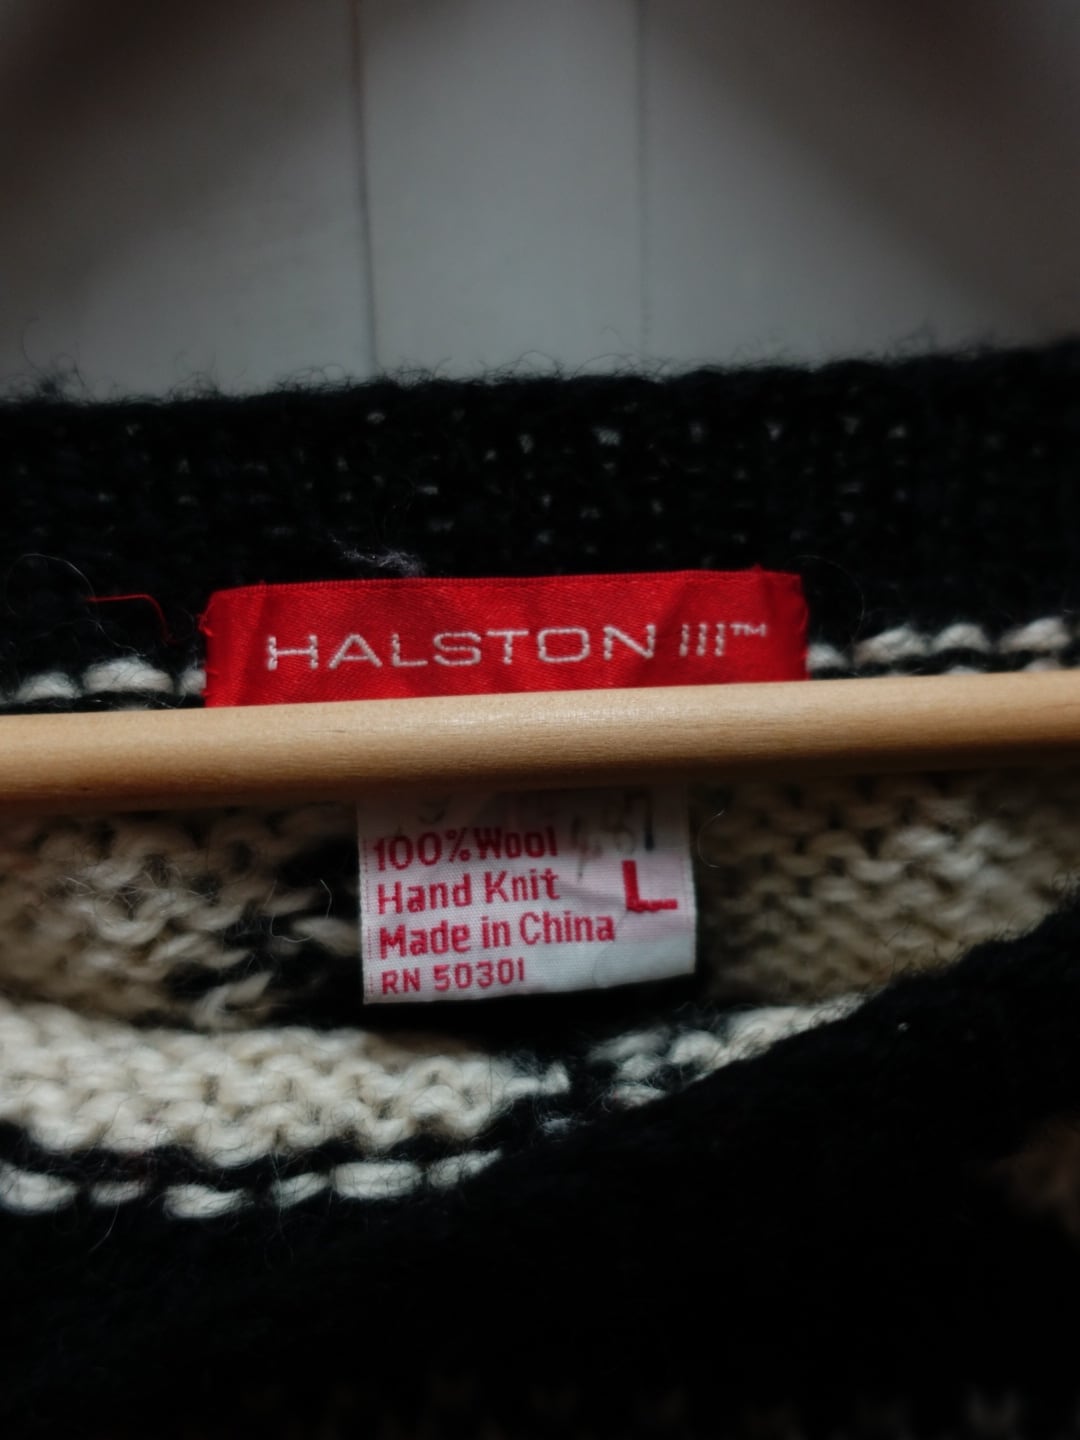 HALSTON III™
100% Wool
Hand Knit L
Made in China
RN 50301